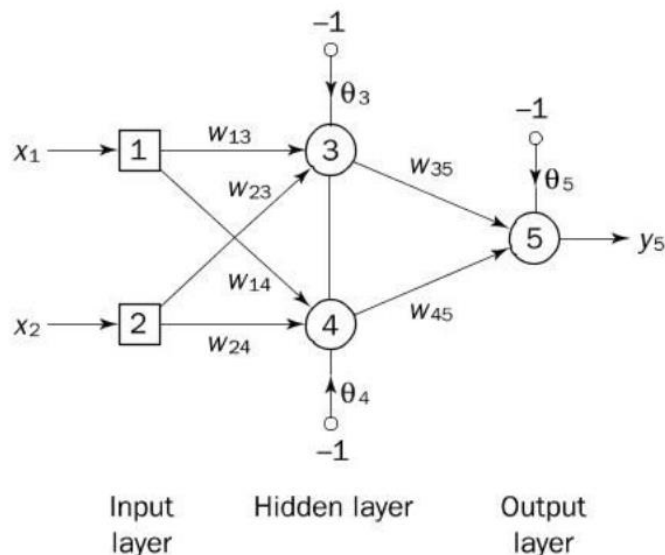 -1
θ3
-1
x1
1
w13
3
w35
θ5
w23
5
y5
w14
x2
2
w24
4
w45
θ4
-1
Input
layer
Hidden layer
Output
layer